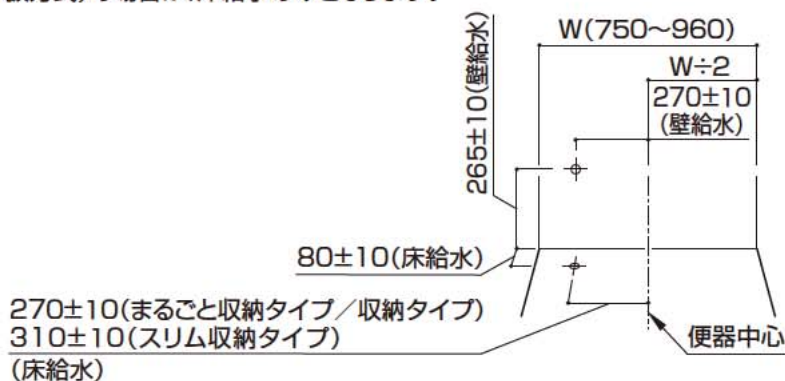 W(750～960)
W÷2
270±10
(壁給水)
265±10(壁給水)
80±10(床給水)
270±10(まるごと収納タイプ／収納タイプ)
310±10(スリム収納タイプ)
(床給水)
便器中心